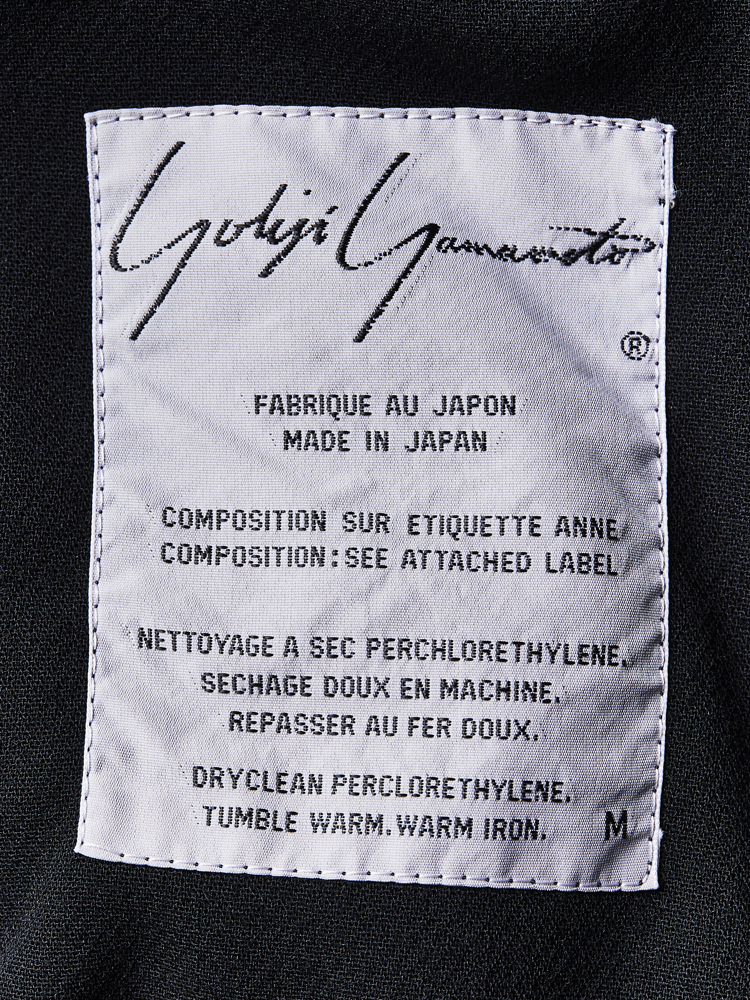 Yohji Yamamoto
®
FABRIQUE AU JAPON
MADE IN JAPAN
COMPOSITION SUR ETIQUETTE ANNE
COMPOSITION:SEE ATTACHED LABEL
NETTOYAGE A SEC PERCHLORETHYLENE.
SECHAGE DOUX EN MACHINE.
REPASSER AU FER DOUX.
DRYCLEAN PERCLORETHYLENE.
TUMBLE WARM.WARM IRON. M